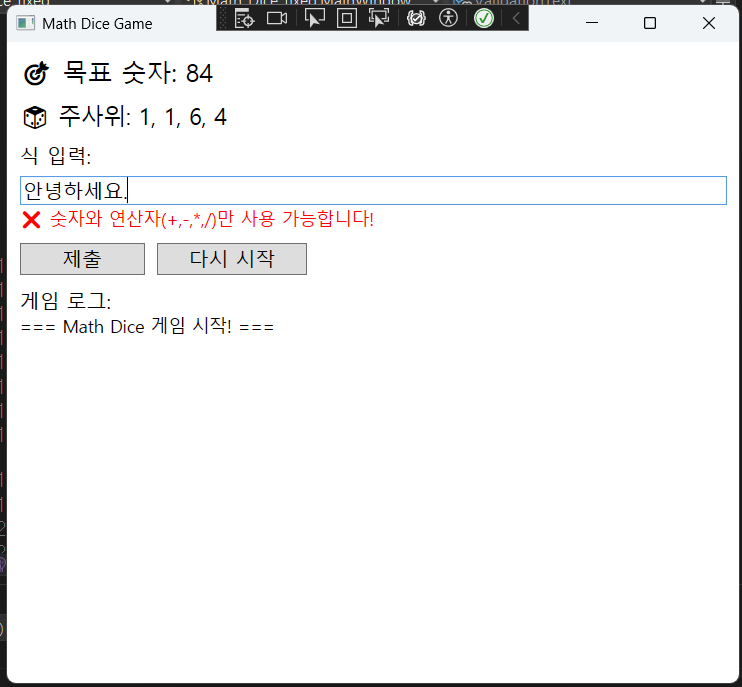 Math Dice Game
🎯 목표 숫자: 84
🎲 주사위: 1, 1, 6, 4
식 입력:
안녕하세요.
❌ 숫자와 연산자(+,-,*,/)만 사용 가능합니다!
제출 다시 시작
게임 로그:
=== Math Dice 게임 시작! ===